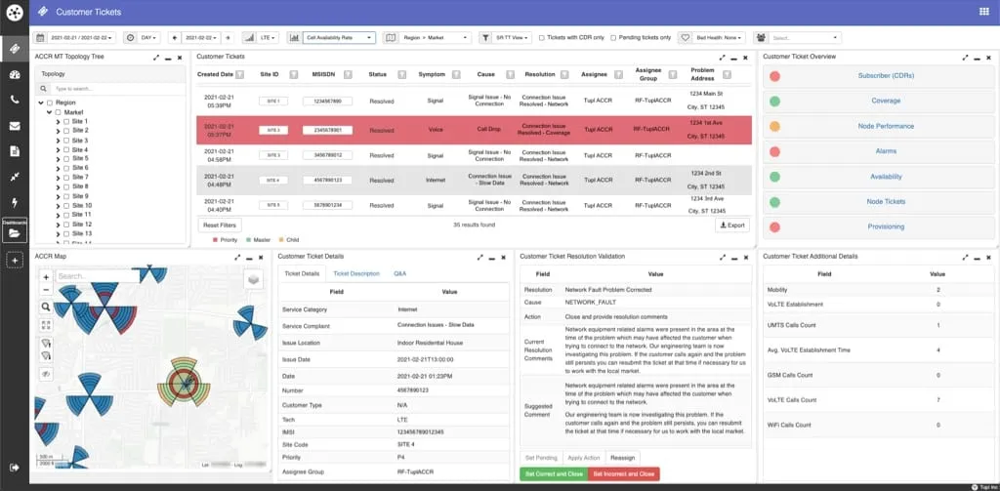 Customer Tickets
2021-02-21 / 2021-02-22
DAY
2021-02-22
LTE
Cell Availability Rate
Region > Market
SR TT View
Tickets with CDR only
Pending tickets only
Bad Health: None
Select...
ACCR MT Topology Tree
Topology
Type to search...
Region
Market
Site 1
Site 2
Site 3
Site 4
Site 5
Site 6
Site 7
Site 8
Site 9
Site 10
Site 11
Site 12
Site 13
Dashboards
Customer Tickets
Created Date Site ID MSISDN Status Symptom Cause Resolution Assignee Assignee Group Problem Address
2021-02-21 05:39PM SITE 1 1234567890 Resolved Signal Signal Issue - No Connection Connection Issue Resolved - Network Tupl ACCR RF-TuplACCR 1234 Main St City, ST 12345
2021-02-21 05:37PM SITE 2 2345678901 Resolved Voice Call Drop Connection Issue Resolved - Coverage Tupl ACCR RF-TuplACCR 1234 1st Ave City, ST 12345
2021-02-21 04:58PM SITE 3 3456789012 Resolved Signal Signal Issue - No Connection Connection Issue Resolved - Network Tupl ACCR RF-TuplACCR
2021-02-21 04:48PM SITE 4 4567890123 Resolved Internet Connection Issue - Slow Data Connection Issue Resolved - Network Tupl ACCR RF-TuplACCR 1234 2nd St City, ST 12345
2021-02-21 04:40PM SITE 5 5678901234 Resolved Signal Signal Issue - No Connection Connection Issue Resolved - Network Tupl ACCR RF-TuplACCR 1234 3rd Ave City, ST 12345
Reset Filters
35 results found
Export
Priority Master Child
Customer Ticket Overview
Subscriber (CDRs)
Coverage
Node Performance
Alarms
Availability
Node Tickets
Provisioning
ACCR Map
Search...
500 m
2000 ft
Lat:
Lng:
Customer Ticket Details
Ticket Details Ticket Description Q&A
Field Value
Service Category Internet
Service Complaint Connection Issues - Slow Data
Issue Location Indoor Residential House
Issue Date 2021-02-21T13:00:00
Date 2021-02-21 01:23PM
Number 4567890123
Customer Type N/A
Tech LTE
IMSI 123456789012345
Site Code SITE 4
Priority P4
Assignee Group RF-TuplACCR
Customer Ticket Resolution Validation
Field Value
Resolution Network Fault Problem Corrected
Cause NETWORK_FAULT
Action Close and provide resolution comments
Current Resolution Comments
Network equipment related alarms were present in the area at the
time of the problem which may have affected the customer when
trying to connect to the network. Our engineering team is now
investigating this problem. If the customer calls again and the problem
still persists you can resubmit the ticket at that time if necessary for us
to work with the local market.
Suggested Comment
Network equipment related alarms were present in the area at the
time of the problem which may have affected the customer when
trying to connect to the network.
Our engineering team is now investigating this problem. If the
customer calls again and the problem persists, you can resubmit
the ticket at that time if necessary for us to work with the local market.
Set Pending Apply Action Reassign
Set Correct and Close Set Incorrect and Close
Customer Ticket Additional Details
Field Value
Mobility 2
VoLTE Establishment 0
UMTS Calls Count 1
Avg. VoLTE Establishment Time 4
GSM Calls Count 0
VoLTE Calls Count 7
WiFi Calls Count 0
Tupl Inc